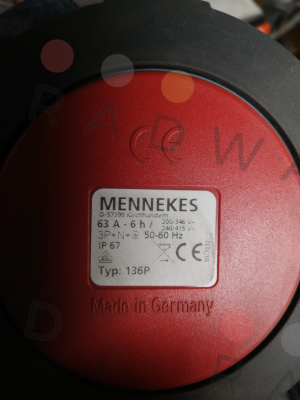 RADWA
CE
MENNEKES
D-57399 Kirchhundem
63 A - 6 h / 200/346 V~
240/415 V~
3P+N+⏚ 50-60 Hz
IP 67
CE
Typ: 136P
Made in Germany